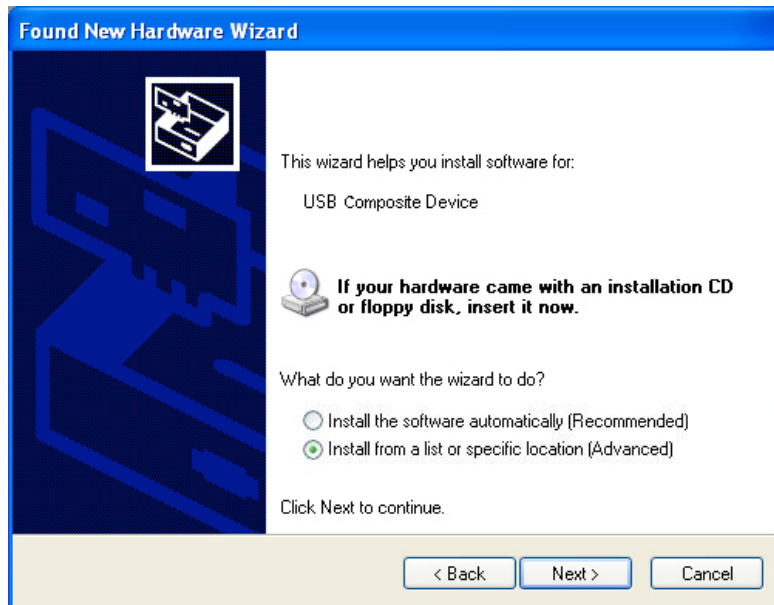 Found New Hardware Wizard
This wizard helps you install software for:
USB Composite Device
If your hardware came with an installation CD
or floppy disk, insert it now.
What do you want the wizard to do?
Install the software automatically (Recommended)
Install from a list or specific location (Advanced)
Click Next to continue.
< Back
Next >
Cancel